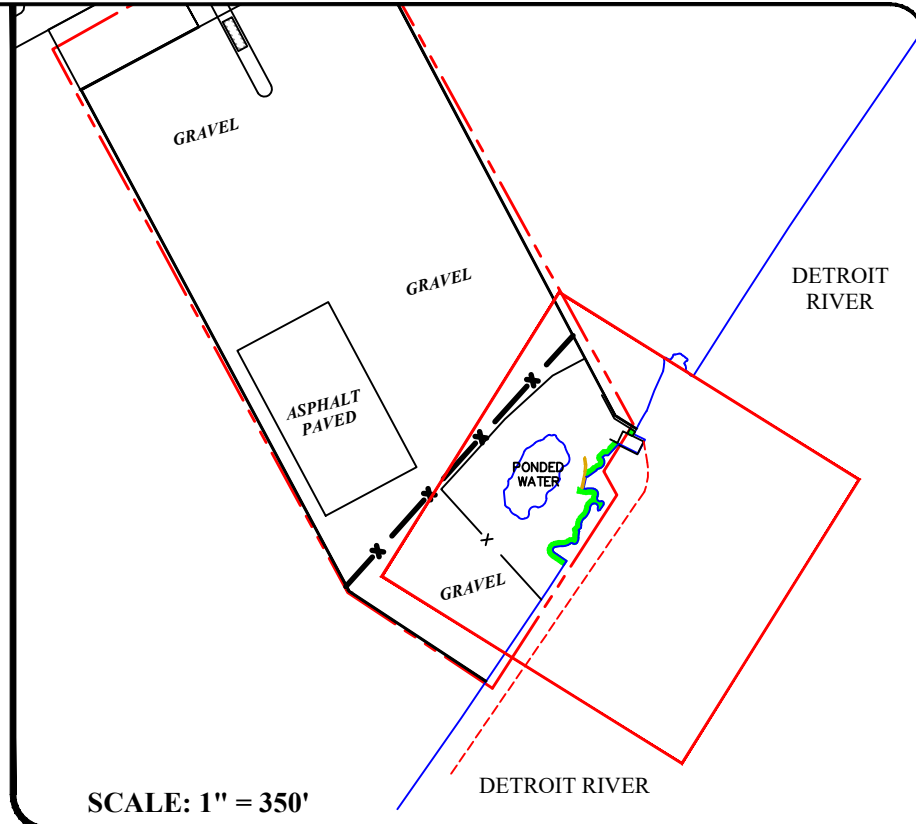 GRAVEL
GRAVEL
DETROIT
RIVER
ASPHALT
PAVED
PONDED
WATER
GRAVEL
DETROIT RIVER
SCALE: 1" = 350'